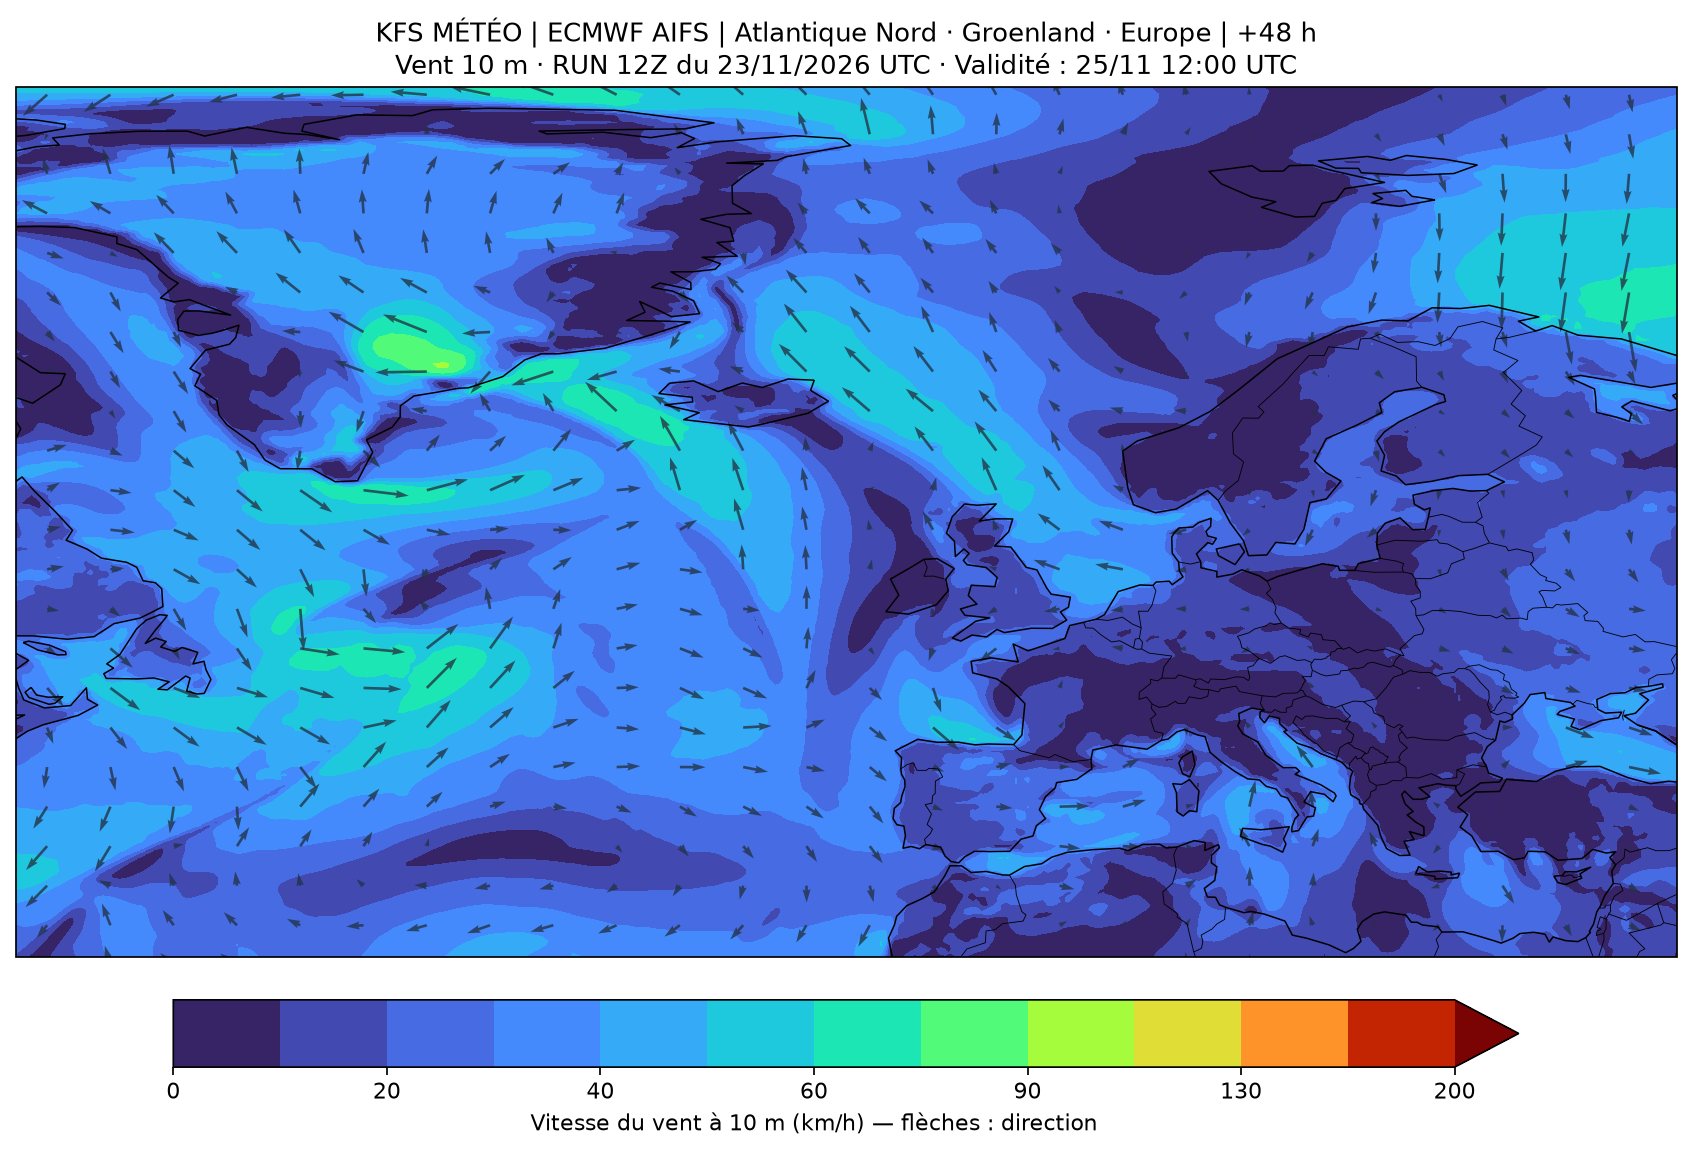 KFS MÉTÉO | ECMWF AIFS | Atlantique Nord · Groenland · Europe | +48 h
Vent 10 m · RUN 12Z du 23/11/2026 UTC · Validité : 25/11 12:00 UTC
0 20 40 60 90 130 200
Vitesse du vent à 10 m (km/h) — flèches : direction